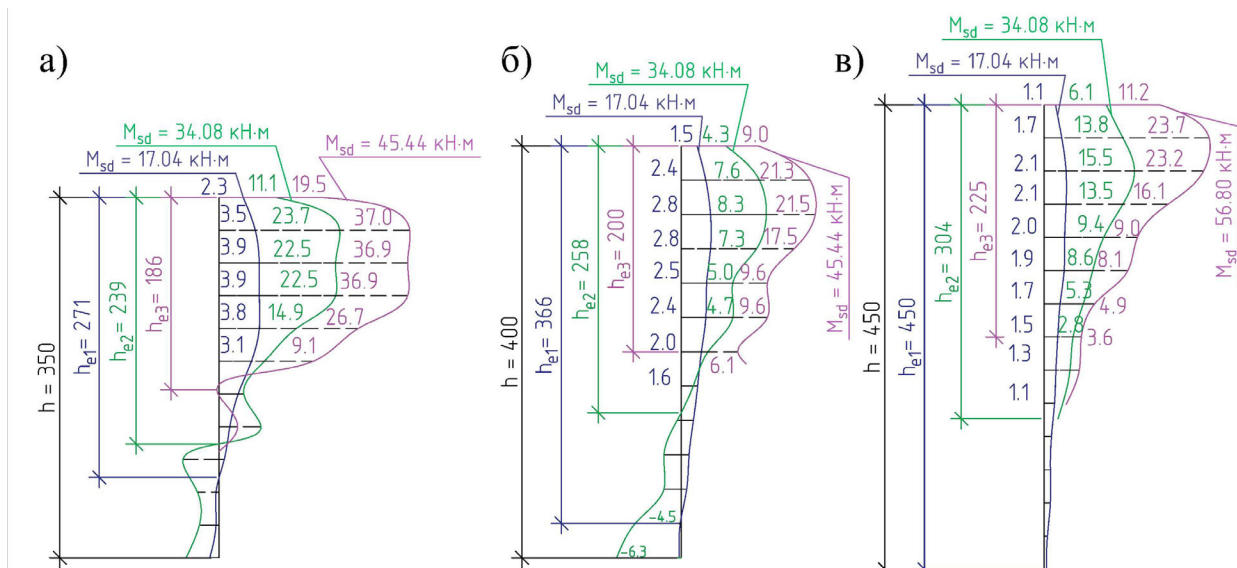 а)
M_sd = 34.08 кН·м
M_sd = 45.44 кН·м
M_sd = 17.04 кН·м
2.3 11.1 19.5
3.5 23.7 37.0
3.9 22.5 36.9
3.9 22.5 36.9
3.8 14.9 26.7
3.1 9.1
h = 350
h_e1 = 271
h_e2 = 239
h_e3 = 186
б)
M_sd = 34.08 кН·м
M_sd = 17.04 кН·м
1.5 4.3 9.0
2.4 7.6 21.3
2.8 8.3 21.5
2.8 7.3 17.5
2.5 5.0 9.6
2.4 4.7 9.6
2.0 6.1
1.6
-4.5
-6.3
h = 400
h_e1 = 366
h_e2 = 258
h_e3 = 200
M_sd = 45.44 кН·м
в)
M_sd = 34.08 кН·м
M_sd = 17.04 кН·м
1.1 6.1 11.2
1.7 13.8 23.7
2.1 15.5 23.2
2.1 13.5 16.1
2.0 9.4 9.0
1.9 8.6 8.1
1.7 5.3 4.9
1.5 2.8 3.6
1.3
1.1
h = 450
h_e1 = 450
h_e2 = 304
h_e3 = 225
M_sd = 56.80 кН·м